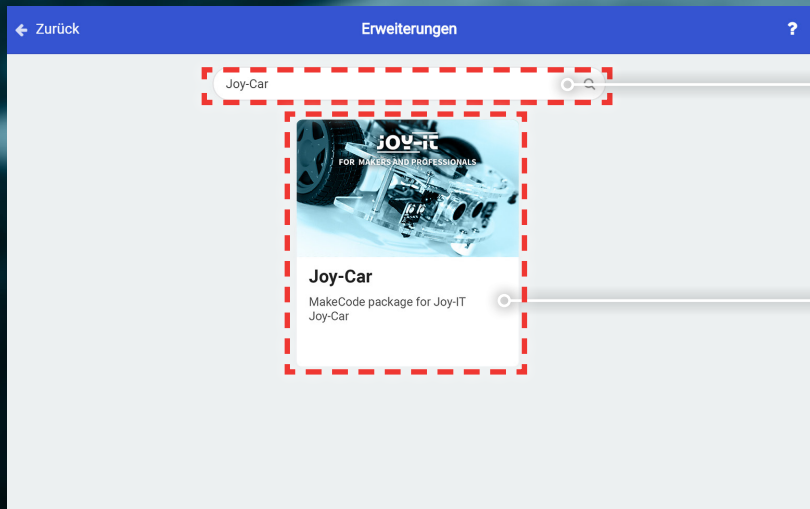 Zurück
Erweiterungen
?
Joy-Car
JOY-IT
FOR MAKERS AND PROFESSIONALS
Joy-Car
MakeCode package for Joy-IT
Joy-Car